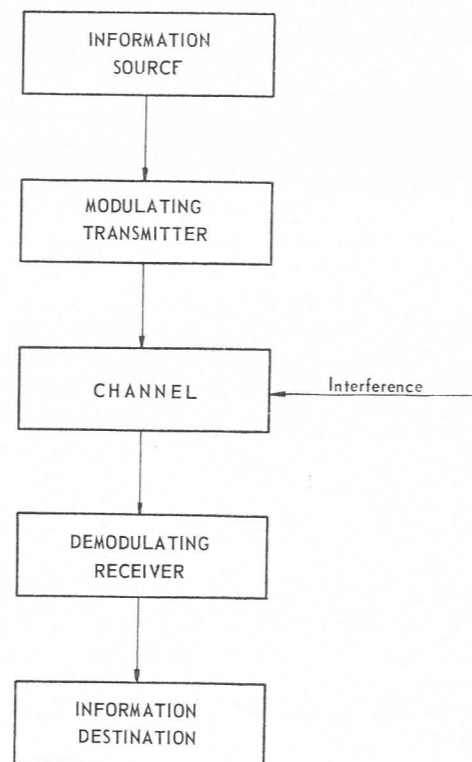 INFORMATION
SOURCE
MODULATING
TRANSMITTER
CHANNEL
Interference
DEMODULATING
RECEIVER
INFORMATION
DESTINATION